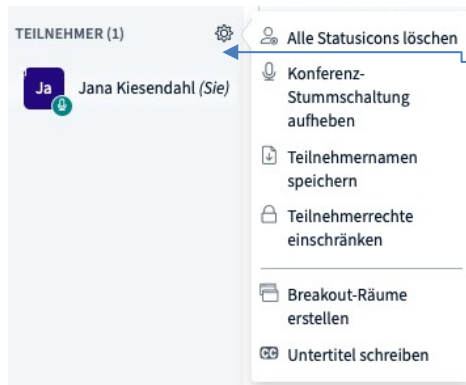 TEILNEHMER (1)
Ja
Jana Kiesendahl (Sie)
Alle Statusicons löschen
Konferenz-
Stummschaltung
aufheben
Teilnehmernamen
speichern
Teilnehmerrechte
einschränken
Breakout-Räume
erstellen
CC Untertitel schreiben